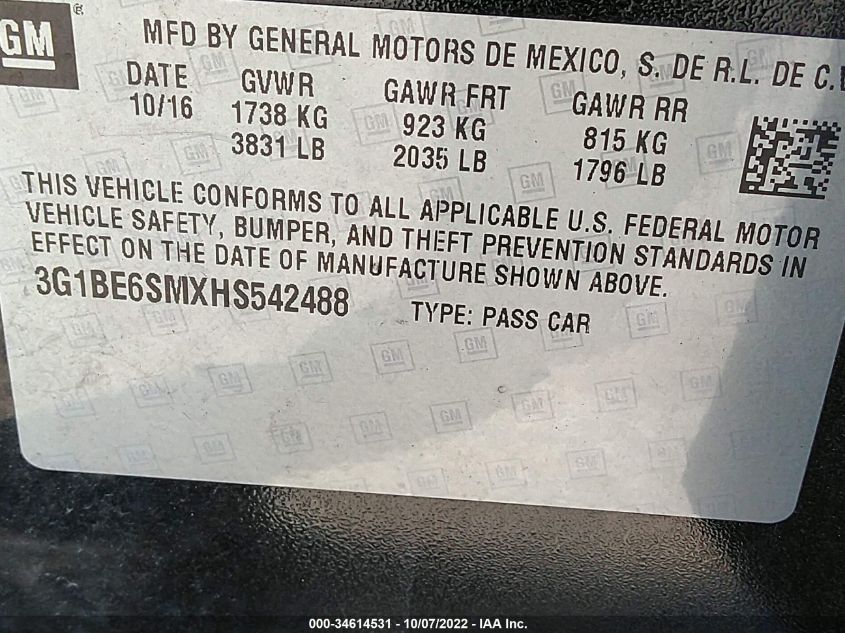 GM
MFD BY GENERAL MOTORS DE MEXICO, S. DE R.L. DE C.
DATE GVWR GAWR FRT GAWR RR
10/16 1738 KG 923 KG 815 KG
3831 LB 2035 LB 1796 LB
THIS VEHICLE CONFORMS TO ALL APPLICABLE U.S. FEDERAL MOTOR
VEHICLE SAFETY, BUMPER, AND THEFT PREVENTION STANDARDS IN
EFFECT ON THE DATE OF MANUFACTURE SHOWN ABOVE.
3G1BE6SMXHS542488 TYPE: PASS CAR
000-34614531 - 10/07/2022 - IAA Inc.